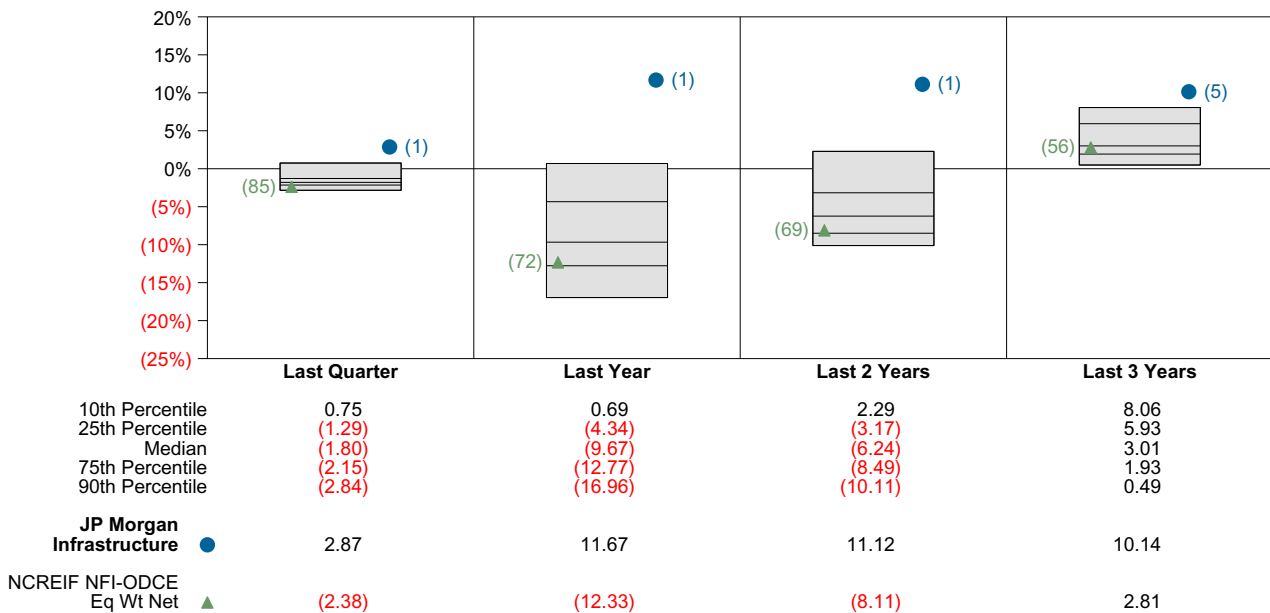 20%
15%
10%
5%
0%
(5%)
(10%)
(15%)
(20%)
(25%)
(1)
(85)
(1)
(72)
(1)
(69)
(5)
(56)
Last Quarter Last Year Last 2 Years Last 3 Years
10th Percentile 0.75 0.69 2.29 8.06
25th Percentile (1.29) (4.34) (3.17) 5.93
Median (1.80) (9.67) (6.24) 3.01
75th Percentile (2.15) (12.77) (8.49) 1.93
90th Percentile (2.84) (16.96) (10.11) 0.49
JP Morgan
Infrastructure 2.87 11.67 11.12 10.14
NCREIF NFI-ODCE
Eq Wt Net (2.38) (12.33) (8.11) 2.81